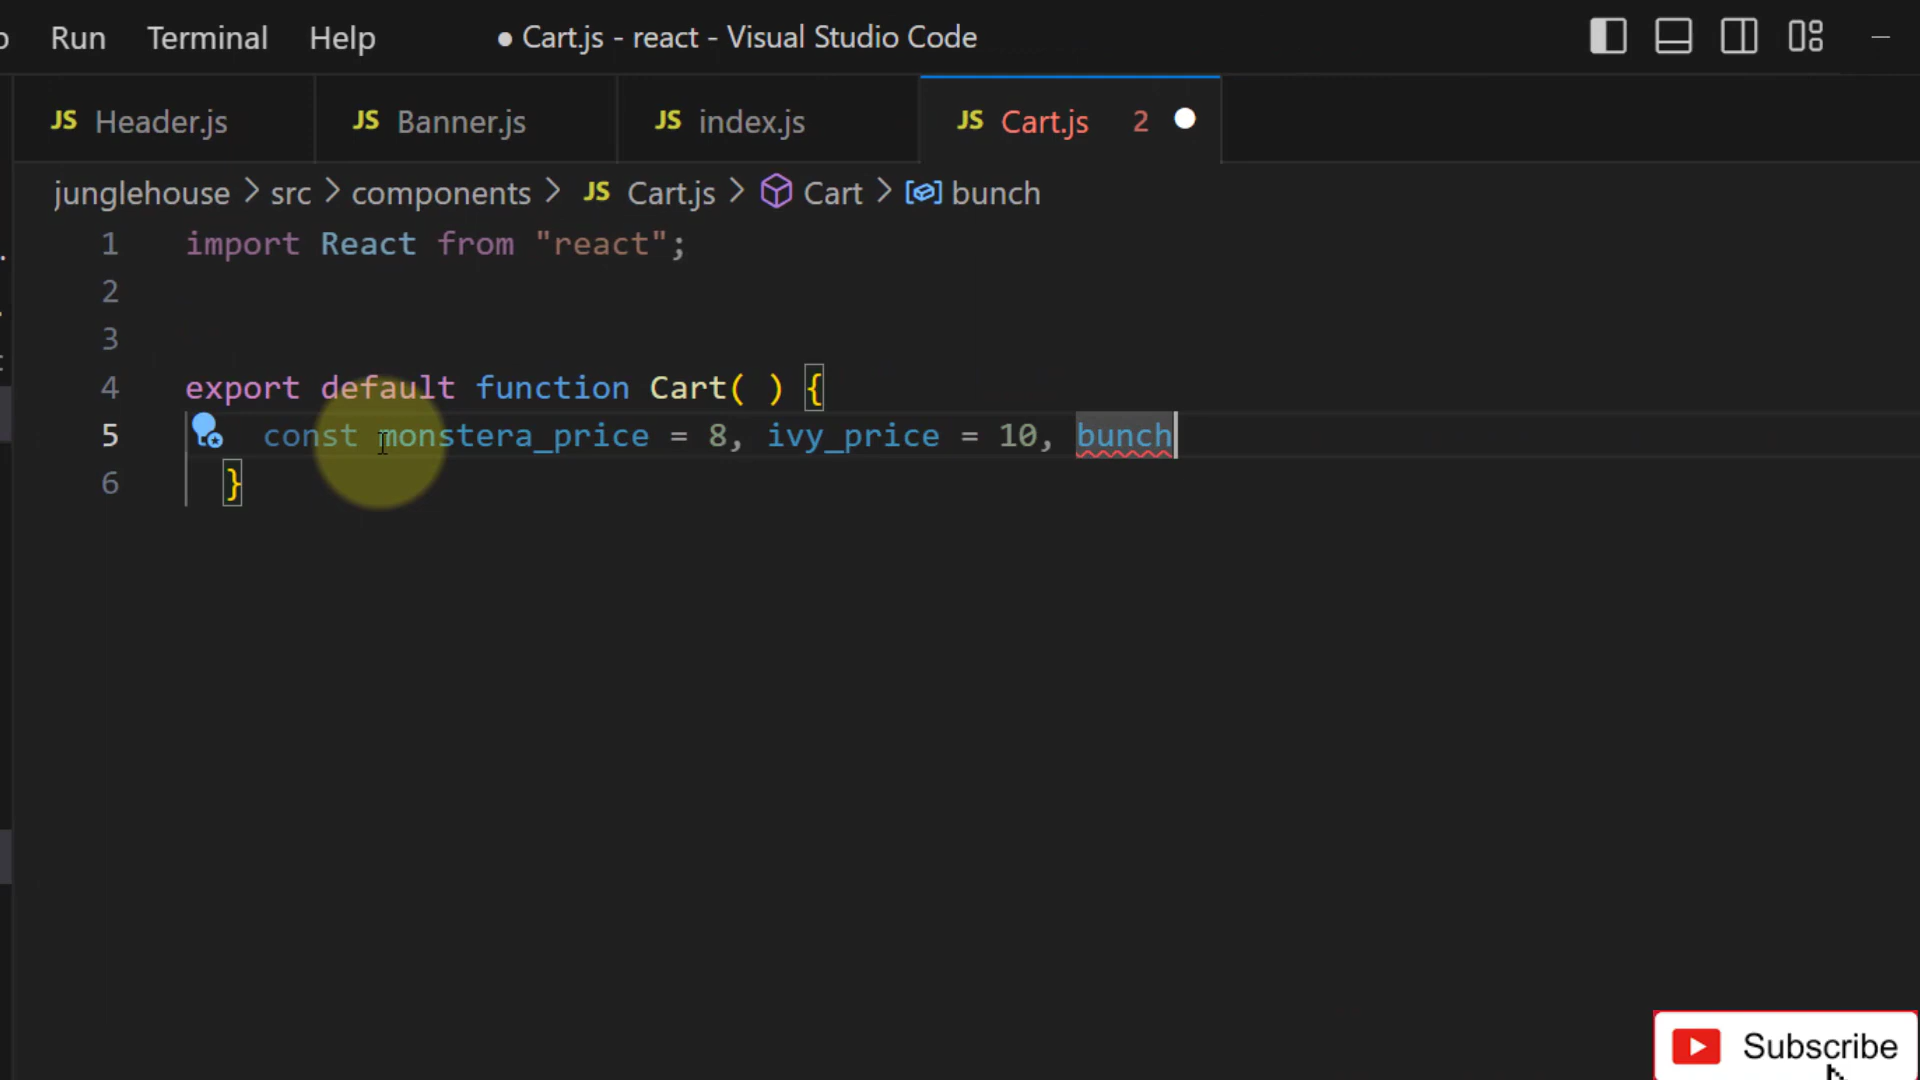 Run Terminal Help ● Cart.js - react - Visual Studio Code
JS Header.js JS Banner.js JS index.js JS Cart.js 2
junglehouse > src > components > JS Cart.js > Cart > bunch
1 import React from "react";
2
3
4 export default function Cart( ) {
5 const monstera_price = 8, ivy_price = 10, bunch
6 }
Subscribe